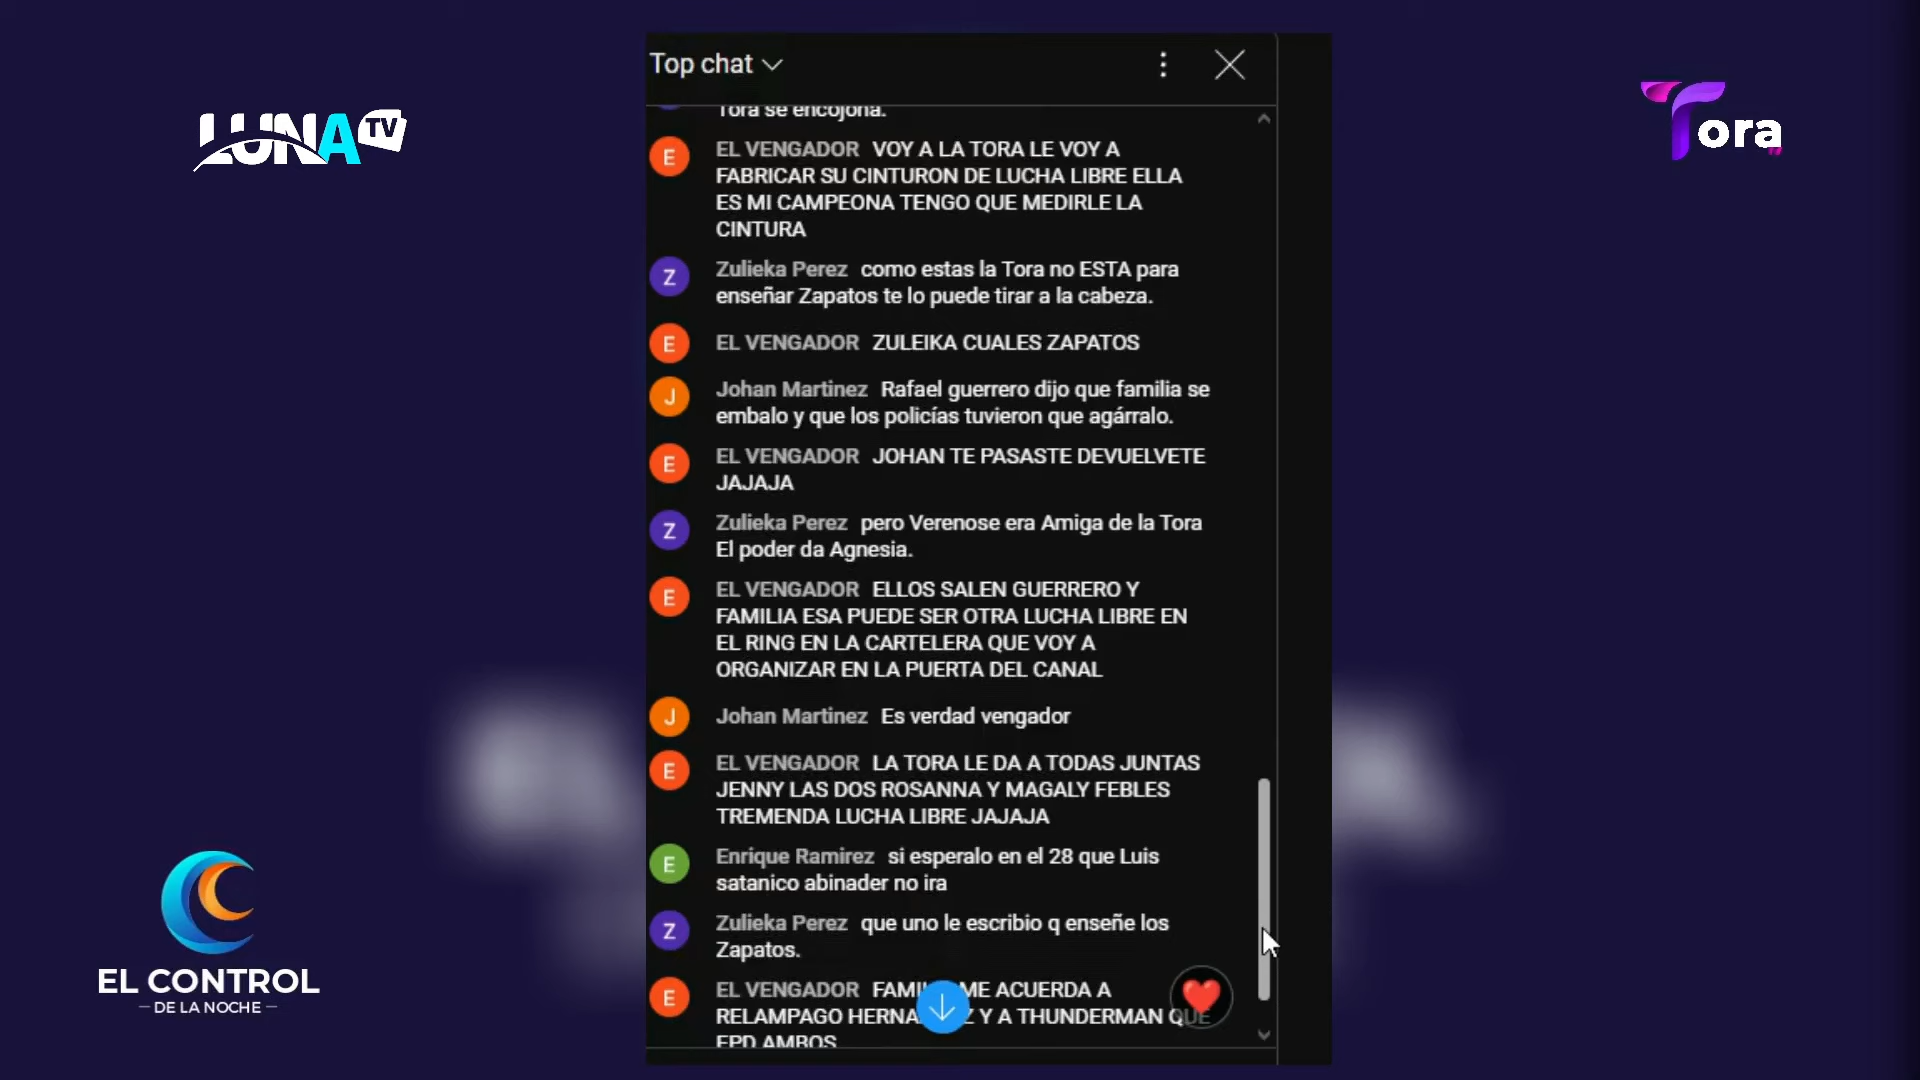 Top chat
LUNA TV
Tora
Tora se encojona.
E EL VENGADOR VOY A LA TORA LE VOY A
FABRICAR SU CINTURON DE LUCHA LIBRE ELLA
ES MI CAMPEONA TENGO QUE MEDIRLE LA
CINTURA
Z Zulieka Perez como estas la Tora no ESTA para
enseñar Zapatos te lo puede tirar a la cabeza.
E EL VENGADOR ZULEIKA CUALES ZAPATOS
J Johan Martinez Rafael guerrero dijo que familia se
embalo y que los policías tuvieron que agárralo.
E EL VENGADOR JOHAN TE PASASTE DEVUELVETE
JAJAJA
Z Zulieka Perez pero Verenose era Amiga de la Tora
El poder da Agnesia.
E EL VENGADOR ELLOS SALEN GUERRERO Y
FAMILIA ESA PUEDE SER OTRA LUCHA LIBRE EN
EL RING EN LA CARTELERA QUE VOY A
ORGANIZAR EN LA PUERTA DEL CANAL
J Johan Martinez Es verdad vengador
E EL VENGADOR LA TORA LE DA A TODAS JUNTAS
JENNY LAS DOS ROSANNA Y MAGALY FEBLES
TREMENDA LUCHA LIBRE JAJAJA
E Enrique Ramirez si esperalo en el 28 que Luis
satanico abinader no ira
Z Zulieka Perez que uno le escribio q enseñe los
Zapatos.
E EL VENGADOR ME ACUERDA A
RELAMPAGO Y A THUNDERMAN QUE
EPD AMBOS
EL CONTROL
DE LA NOCHE